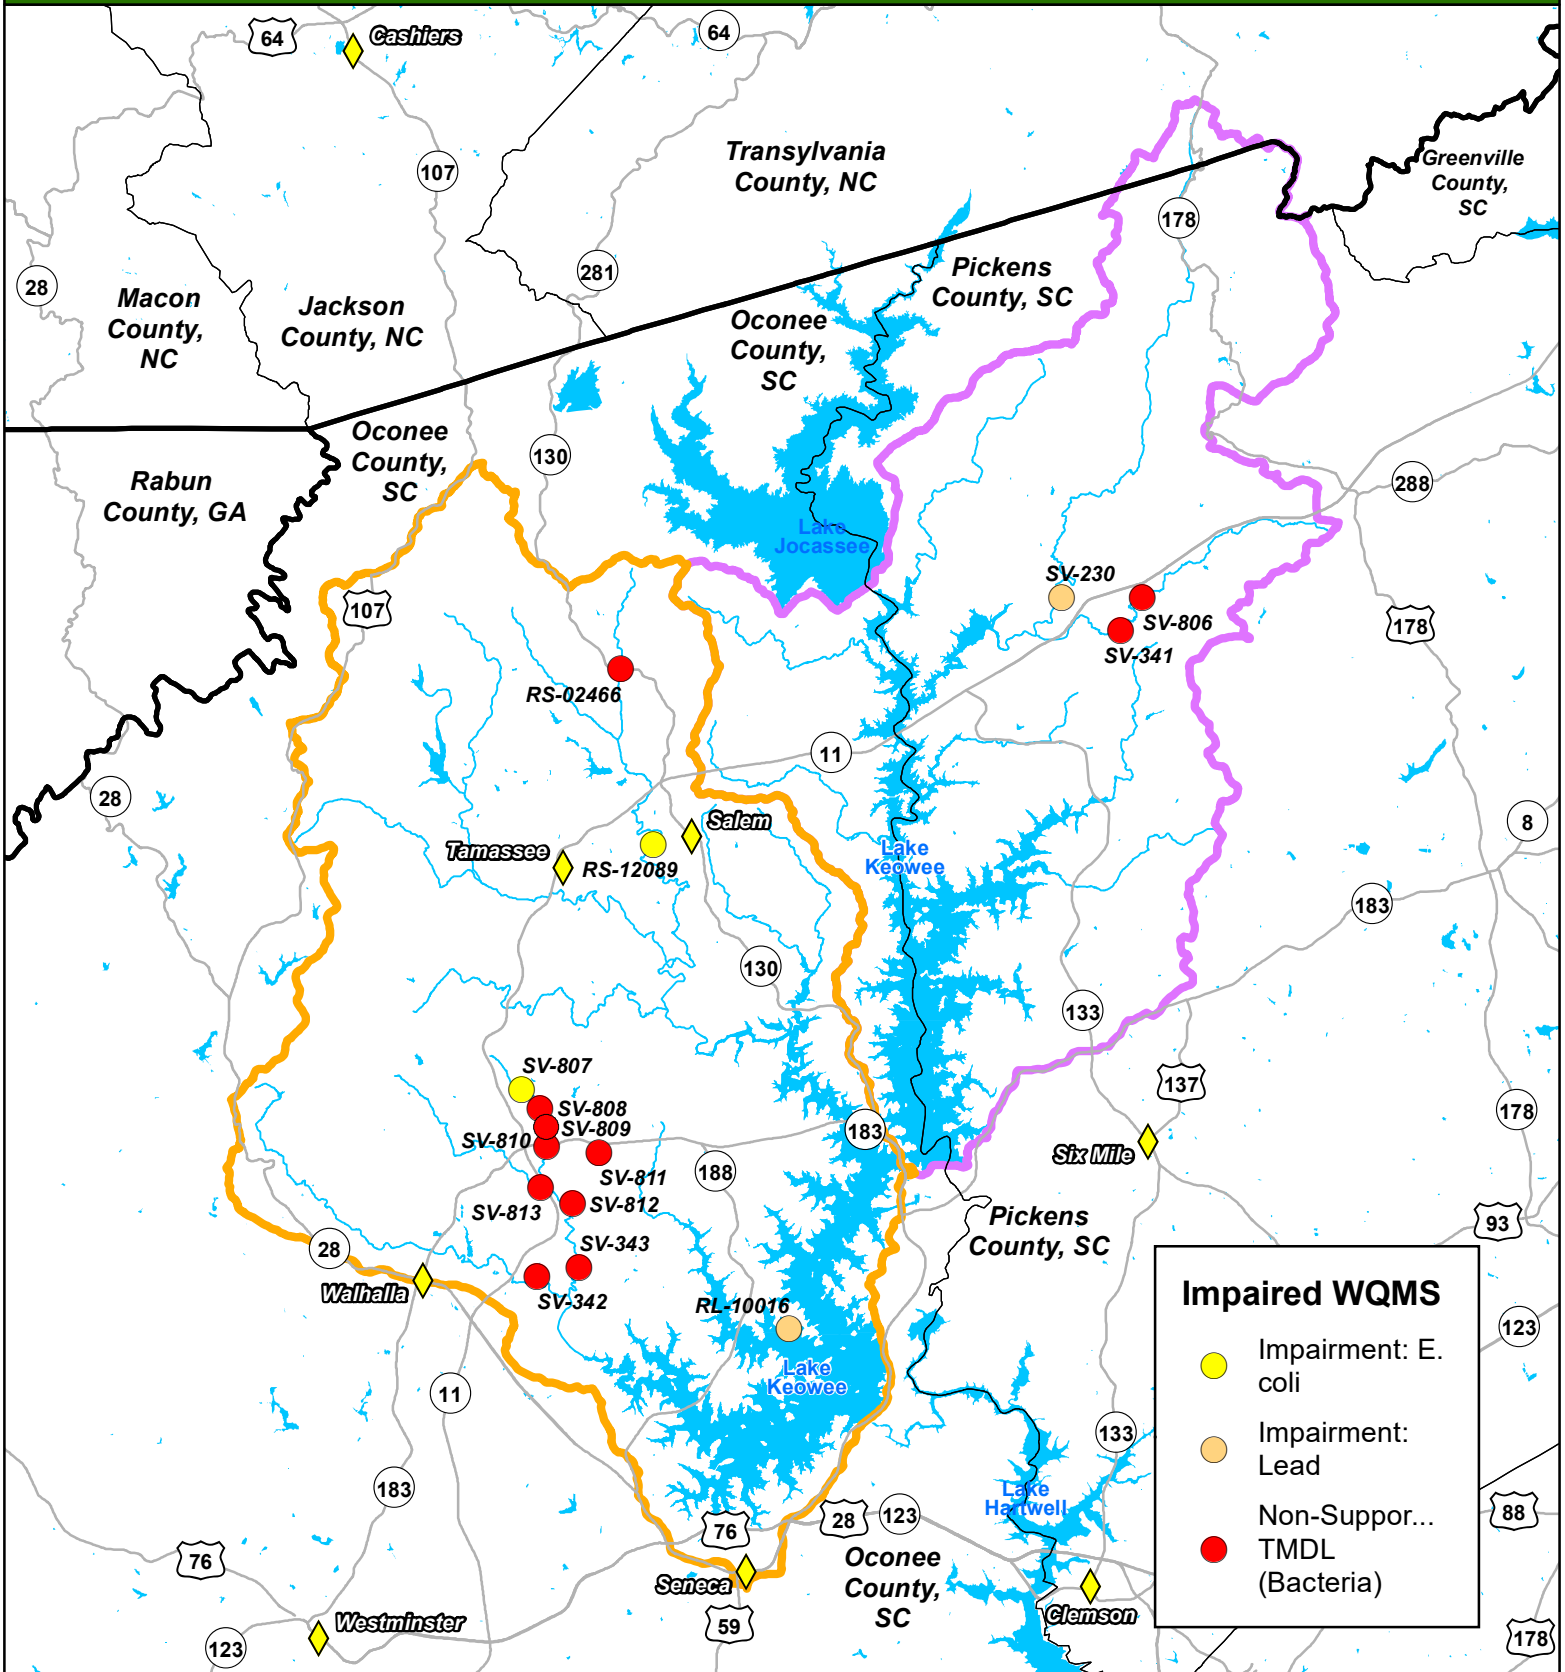 64
Cashiers
64
107
Transylvania
County, NC
Greenville
County,
SC
178
28
281
Macon
County,
NC
Jackson
County, NC
Pickens
County, SC
Oconee
County,
SC
Oconee
County,
SC
130
Rabun
County, GA
288
Lake
Jocassee
107
SV-230
SV-806
178
SV-341
RS-02466
11
28
Salem
8
Tamassee
RS-12089
Lake
Keowee
183
130
133
SV-807
137
SV-808
178
SV-809
183
SV-810
Six Mile
188
SV-811
SV-813
SV-812
Pickens
County, SC
93
28
SV-343
Walhalla
SV-342
RL-10016
Impaired WQMS
123
Impairment: E.
coli
Lake
Keowee
11
133
Impairment:
Lead
183
Lake
Hartwell
Non-Suppor...
TMDL
(Bacteria)
88
76
28
123
76
Oconee
County,
SC
Seneca
Clemson
Westminster
59
123
178